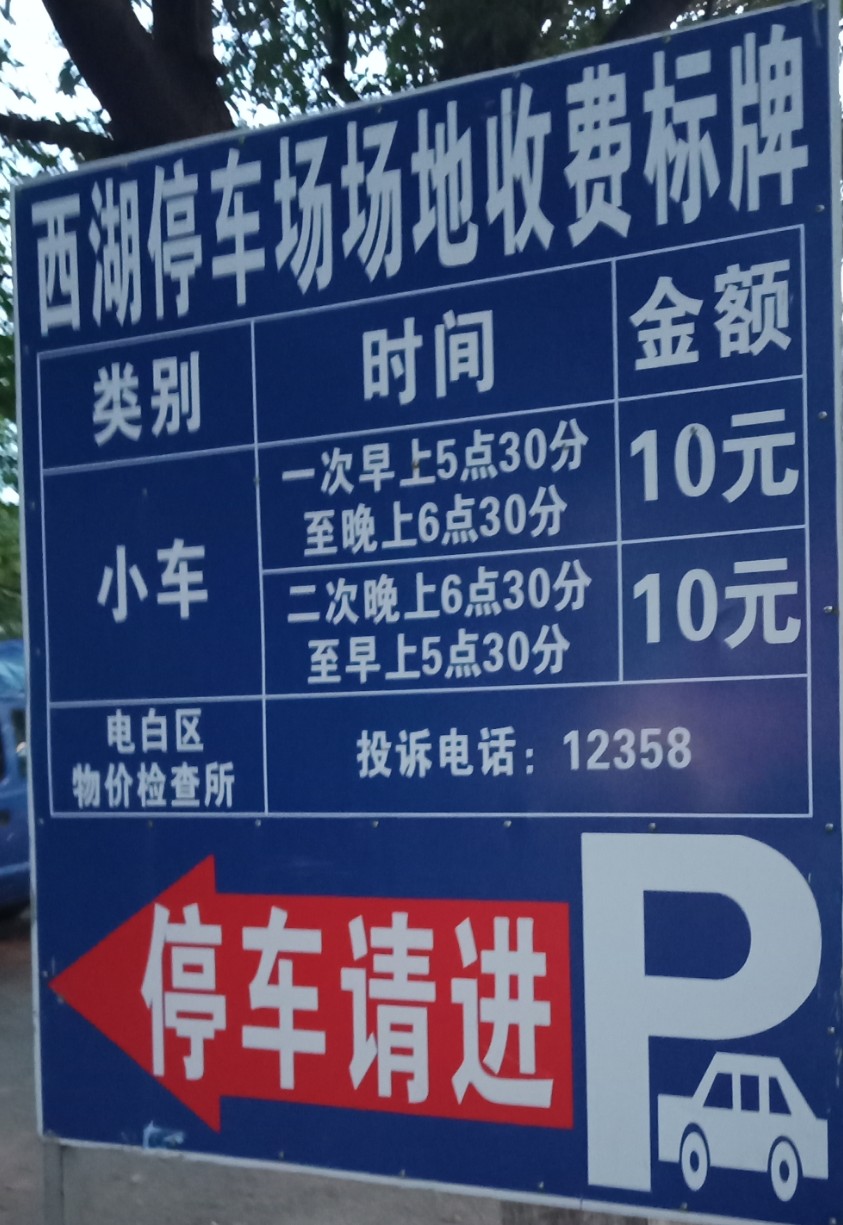 西湖停车场场地收费标牌
类别 时间 金额
小车
一次早上5点30分
至晚上6点30分
10元
二次晚上6点30分
至早上5点30分
10元
电白区
物价检查所
投诉电话：12358
停车请进
P